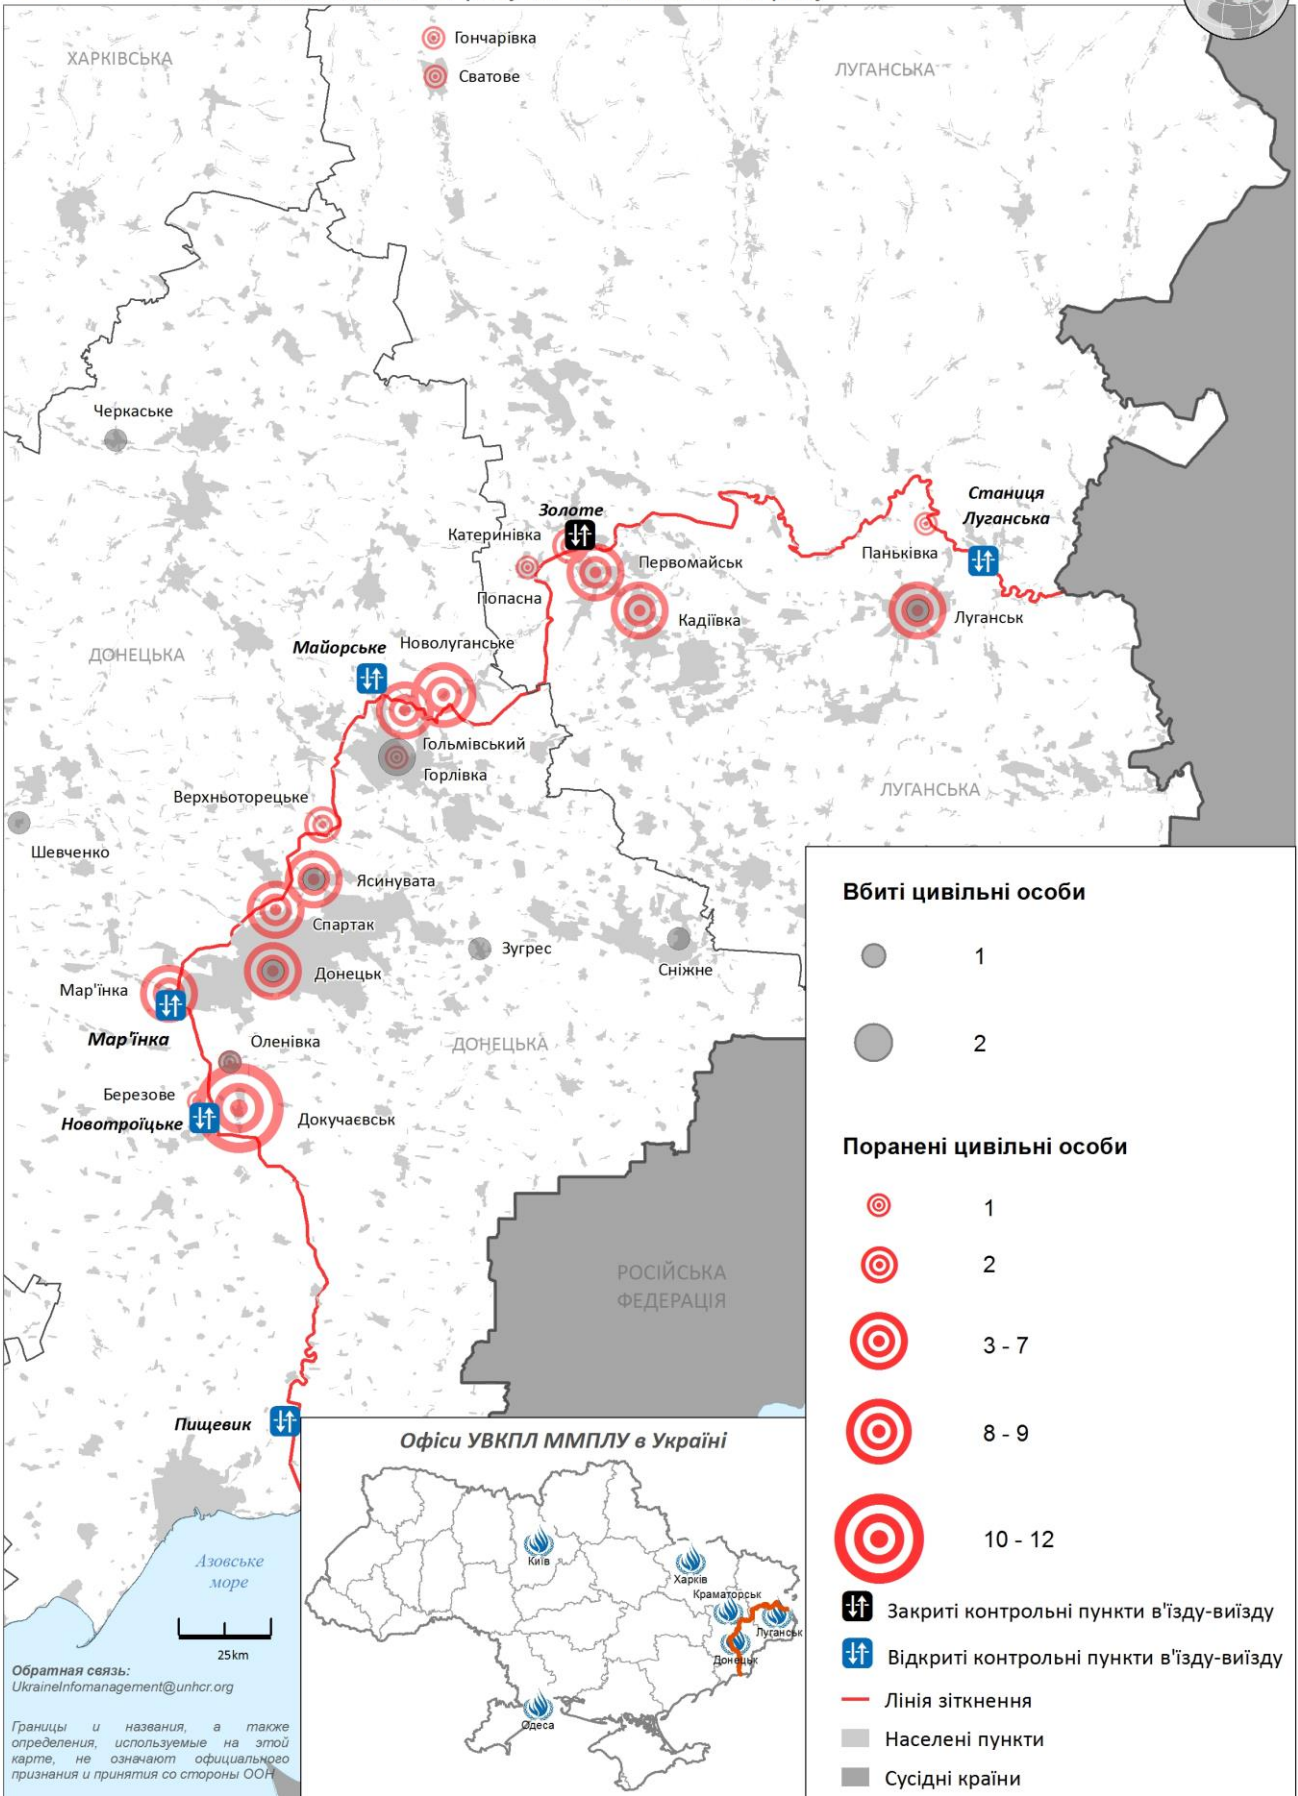 Гончарівка
ХАРКІВСЬКА
ЛУГАНСЬКА
Сватове
Черкаське
Станиця
Луганська
Золоте
Катеринівка
Паньківка
Первомайськ
Попасна
Кадіївка
Луганськ
Новолуганське
Майорське
ДОНЕЦЬКА
Гольмівський
Горлівка
ЛУГАНСЬКА
Верхньоторецьке
Шевченко
Ясинувата
Спартак
Зугрес
Сніжне
Донецьк
Мар'їнка
Мар'їнка
Оленівка
ДОНЕЦЬКА
Березове
Новотроїцьке
Докучаєвськ
РОСІЙСЬКА
ФЕДЕРАЦІЯ
Пищевик
Азовське
море
25km
Обратная связь:
UkraineInfomanagement@unhcr.org
Границы и названия, а также
определения, используемые на этой
карте, не означают официального
признания и принятия со стороны ООН
Офіси УВКПЛ ММПЛУ в Україні
Київ
Харків
Краматорськ
Луганськ
Донецьк
Одеса
Вбиті цивільні особи
1
2
Поранені цивільні особи
1
2
3 - 7
8 - 9
10 - 12
Закриті контрольні пункти в'їзду-виїзду
Відкриті контрольні пункти в'їзду-виїзду
Лінія зіткнення
Населені пункти
Сусідні країни